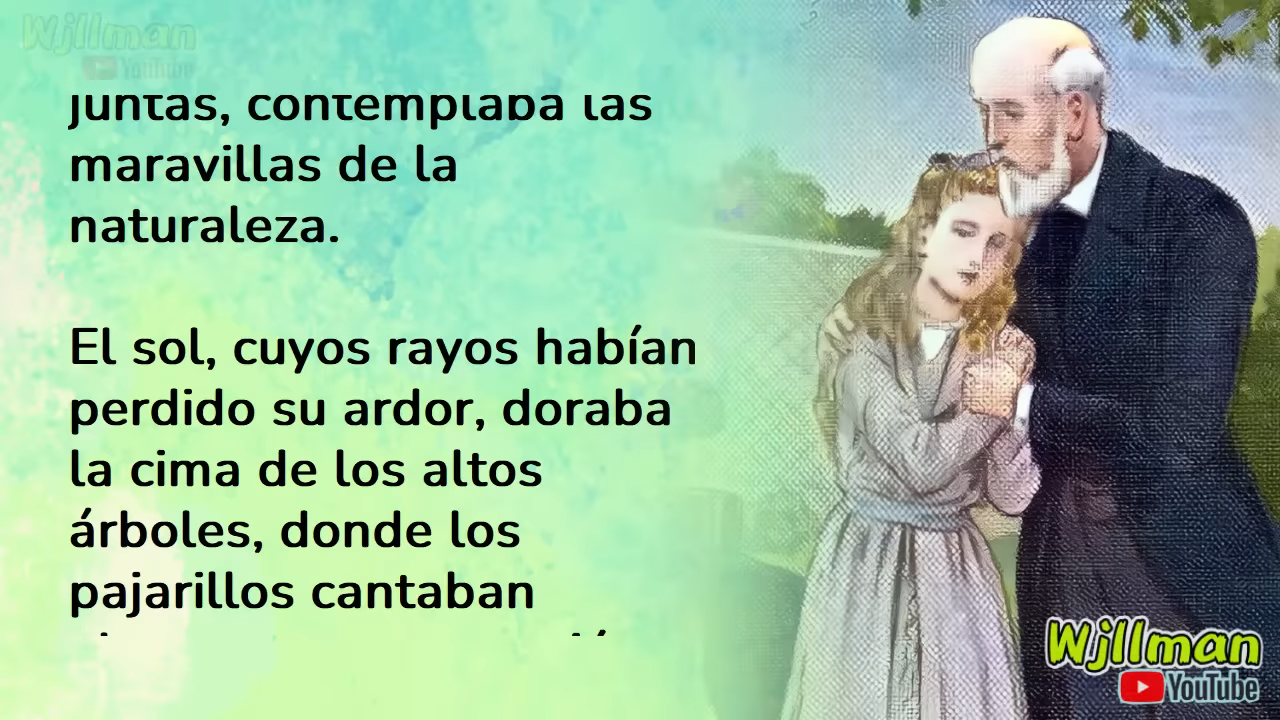 Wjllman
YouTube
juntas, contemplaba las
maravillas de la
naturaleza.
El sol, cuyos rayos habían
perdido su ardor, doraba
la cima de los altos
árboles, donde los
pajarillos cantaban
Wjllman
YouTube